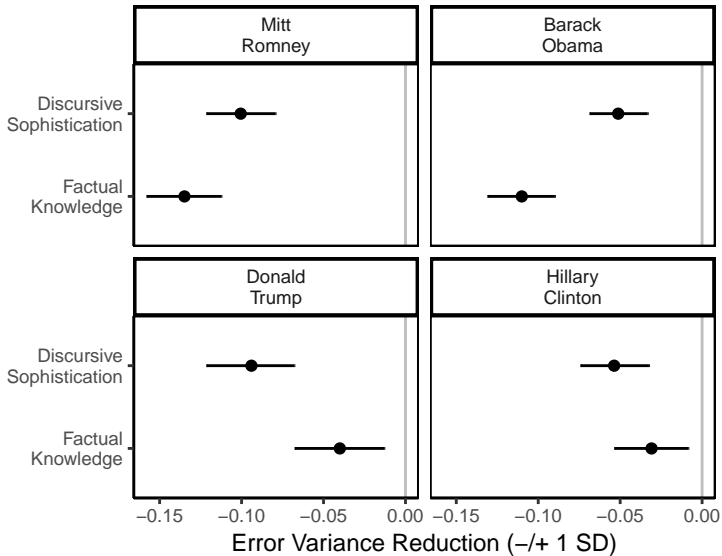 Mitt
Romney
Barack
Obama
Discursive
Sophistication
Factual
Knowledge
Donald
Trump
Hillary
Clinton
Discursive
Sophistication
Factual
Knowledge
−0.15 −0.10 −0.05 0.00 −0.15 −0.10 −0.05 0.00
Error Variance Reduction (−/+ 1 SD)